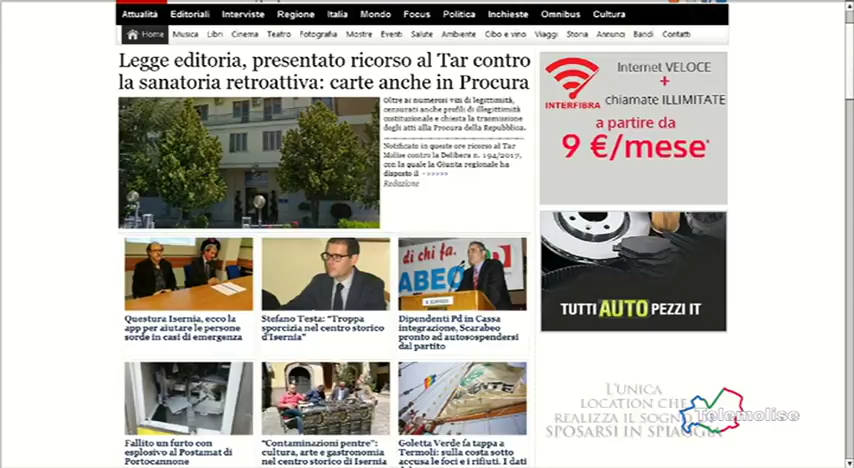 Attualità Editoriali Interviste Regione Italia Mondo Focus Politica Inchieste Omnibus Cultura
Home Musica Libri Cinema Teatro Fotografia Mostre Eventi Salute Ambiente Cibo e vino Viaggi Storia Annunci Bandi Contatti
Legge editoria, presentato ricorso al Tar contro
la sanatoria retroattiva: carte anche in Procura
Oltre ai numerosi vizi di legittimità,
censurati anche profili di illegittimità
costituzionale e chiesta la trasmissione
degli atti alla Procura della Repubblica.
Notificato in queste ore ricorso al Tar
Molise contro la Delibera n. 194/2017,
con la quale la Giunta regionale ha
disposto il - >>>>>
Redazione
Internet VELOCE
+
INTERFIBRA
chiamate ILLIMITATE
a partire da
9 €/mese*
TUTTI AUTO PEZZI IT
di chi fa.
ABEO
Questura Isernia, ecco la
app per aiutare le persone
sorde in casi di emergenza
Stefano Testa: "Troppa
sporcizia nel centro storico
d'Isernia"
Dipendenti Pd in Cassa
integrazione, Scarabeo
pronto ad autosospendersi
dal partito
L'UNICA
LOCATION CHE
REALIZZA IL SOGNO
SPOSARSI IN SPIAGGIA
Telemolise
Fallito un furto con
esplosivo al Postamat di
Portocannone
"Contaminazioni pentre":
cultura, arte e gastronomia
nel centro storico di Isernia
Goletta Verde fa tappa a
Termoli: sulla costa sotto
accusa le foci e i rifiuti. I dati